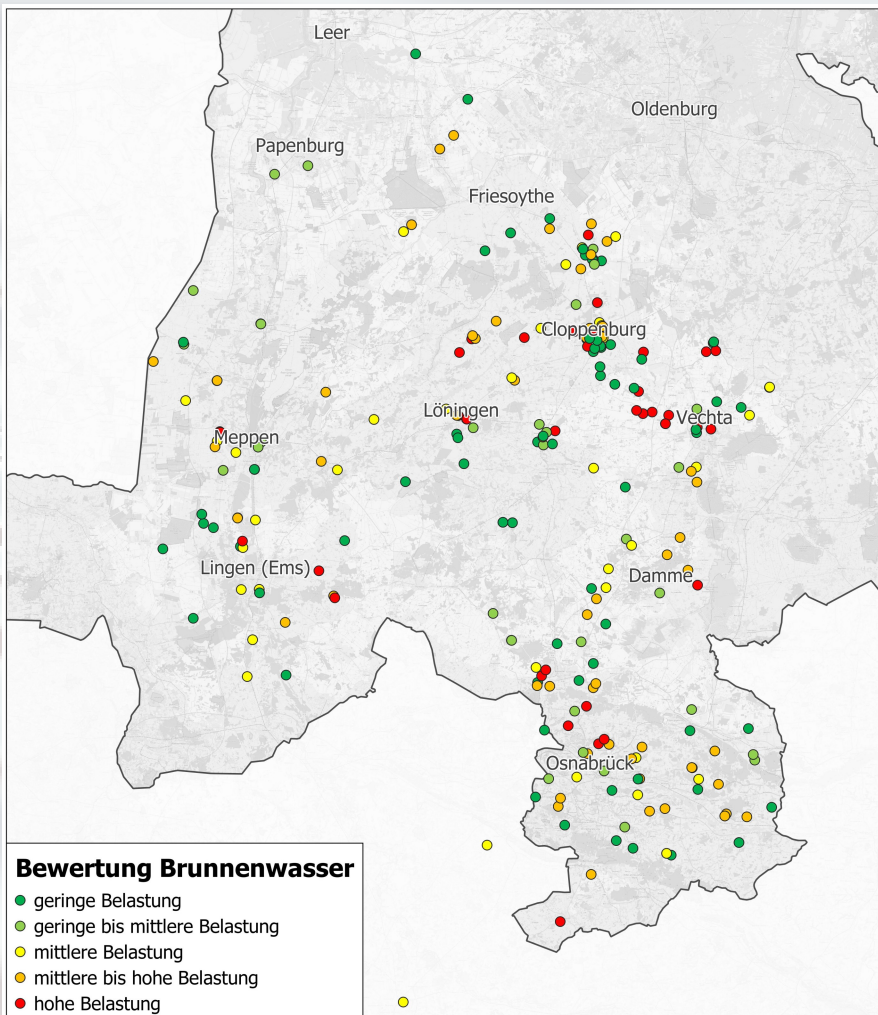 Leer
Oldenburg
Papenburg
Friesoythe
Cloppenburg
Löningen
Vechta
Meppen
Lingen (Ems)
Damme
Osnabrück
Bewertung Brunnenwasser
geringe Belastung
geringe bis mittlere Belastung
mittlere Belastung
mittlere bis hohe Belastung
hohe Belastung